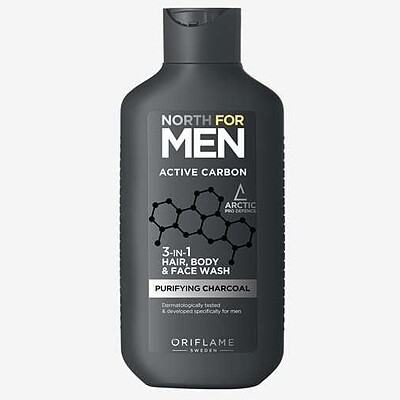 NORTH FOR
MEN
ACTIVE CARBON
ARCTIC
PRO DEFENCE
3-IN-1
HAIR, BODY
& FACE WASH
PURIFYING CHARCOAL
Dermatologically tested
& developed specifically for men
ORIFLAME
SWEDEN